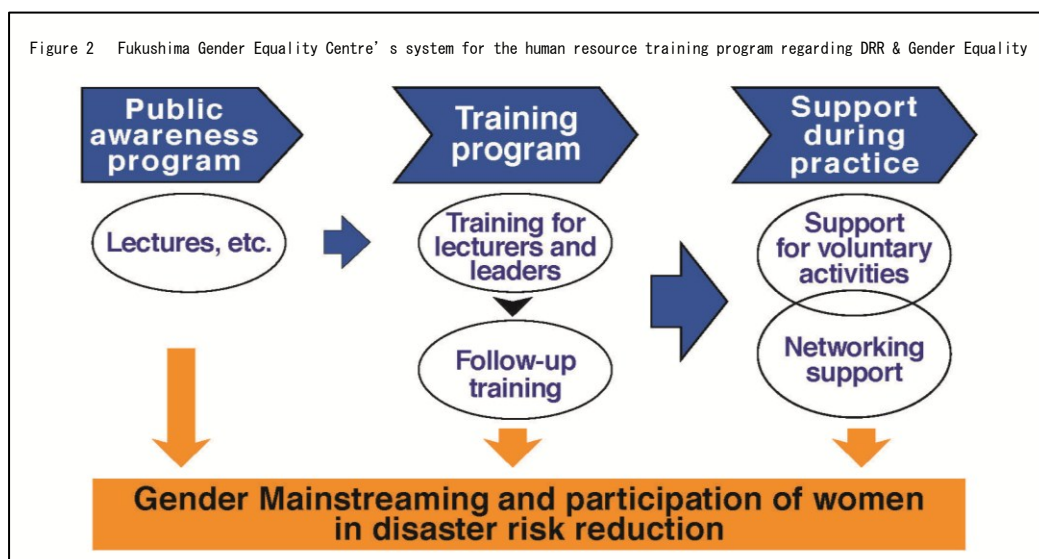 Figure 2 Fukushima Gender Equality Centre's system for the human resource training program regarding DRR & Gender Equality
Public
awareness
program
Training
program
Support
during
practice
Lectures, etc.
Training for
lecturers and
leaders
Follow-up
training
Support
for voluntary
activities
Networking
support
Gender Mainstreaming and participation of women
in disaster risk reduction